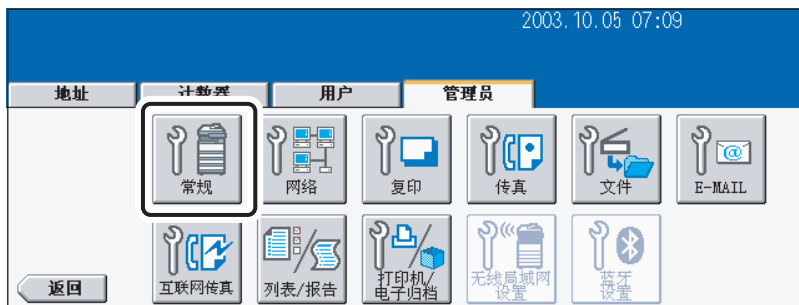 2003.10.05 07:09
地址 计数器 用户 管理员
常规 网络 复印 传真 文件 E-MAIL
互联网传真 列表/报告 打印机/ 无线局域网 蓝牙
电子归档 设置 设置
返回